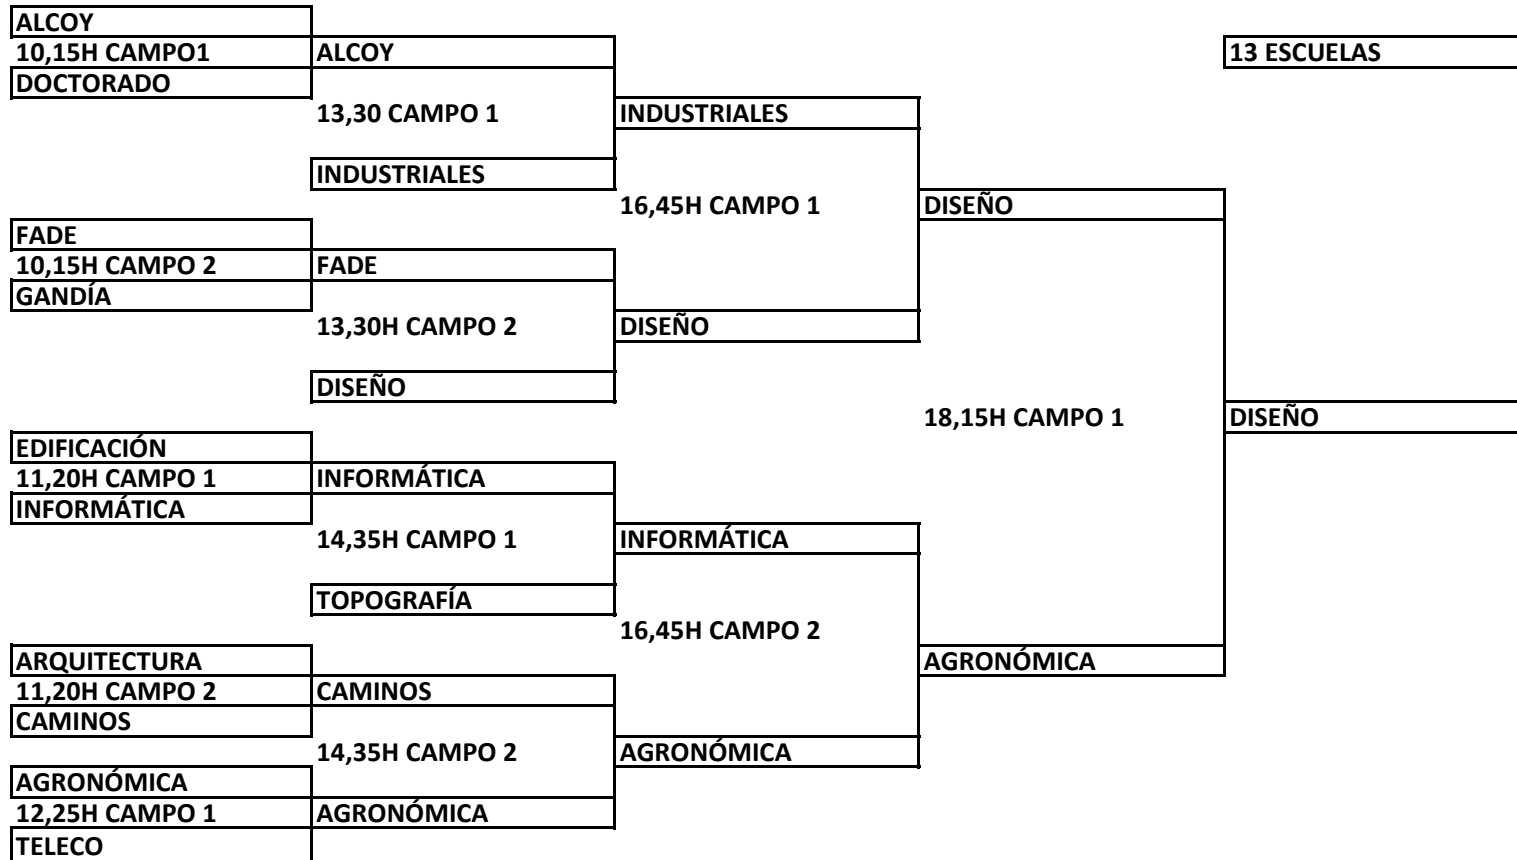 ALCOY
10,15H CAMPO1
ALCOY
13 ESCUELAS
DOCTORADO
13,30 CAMPO 1
INDUSTRIALES
INDUSTRIALES
16,45H CAMPO 1
DISEÑO
FADE
10,15H CAMPO 2
FADE
GANDÍA
13,30H CAMPO 2
DISEÑO
DISEÑO
18,15H CAMPO 1
DISEÑO
EDIFICACIÓN
11,20H CAMPO 1
INFORMÁTICA
INFORMÁTICA
14,35H CAMPO 1
INFORMÁTICA
TOPOGRAFÍA
16,45H CAMPO 2
ARQUITECTURA
AGRONÓMICA
11,20H CAMPO 2
CAMINOS
CAMINOS
14,35H CAMPO 2
AGRONÓMICA
AGRONÓMICA
12,25H CAMPO 1
AGRONÓMICA
TELECO